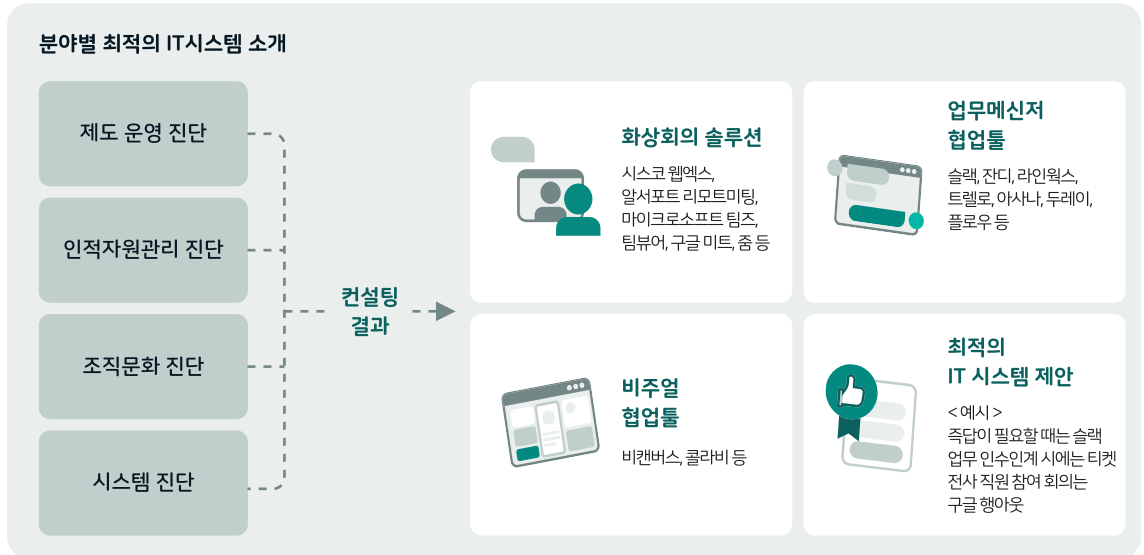 분야별 최적의 IT시스템 소개
제도 운영 진단
인적자원관리 진단
조직문화 진단
시스템 진단
컨설팅
결과
화상회의 솔루션
시스코 웹엑스,
알서포트 리모트미팅,
마이크로소프트 팀즈,
팀뷰어, 구글 미트, 줌 등
업무메신저
협업툴
슬랙, 잔디, 라인웍스,
트렐로, 아사나, 두레이,
플로우 등
비주얼
협업툴
비캔버스, 콜라비 등
최적의
IT 시스템 제안
< 예시 >
즉답이 필요할 때는 슬랙
업무 인수인계 시에는 티켓
전사 직원 참여 회의는
구글 행아웃